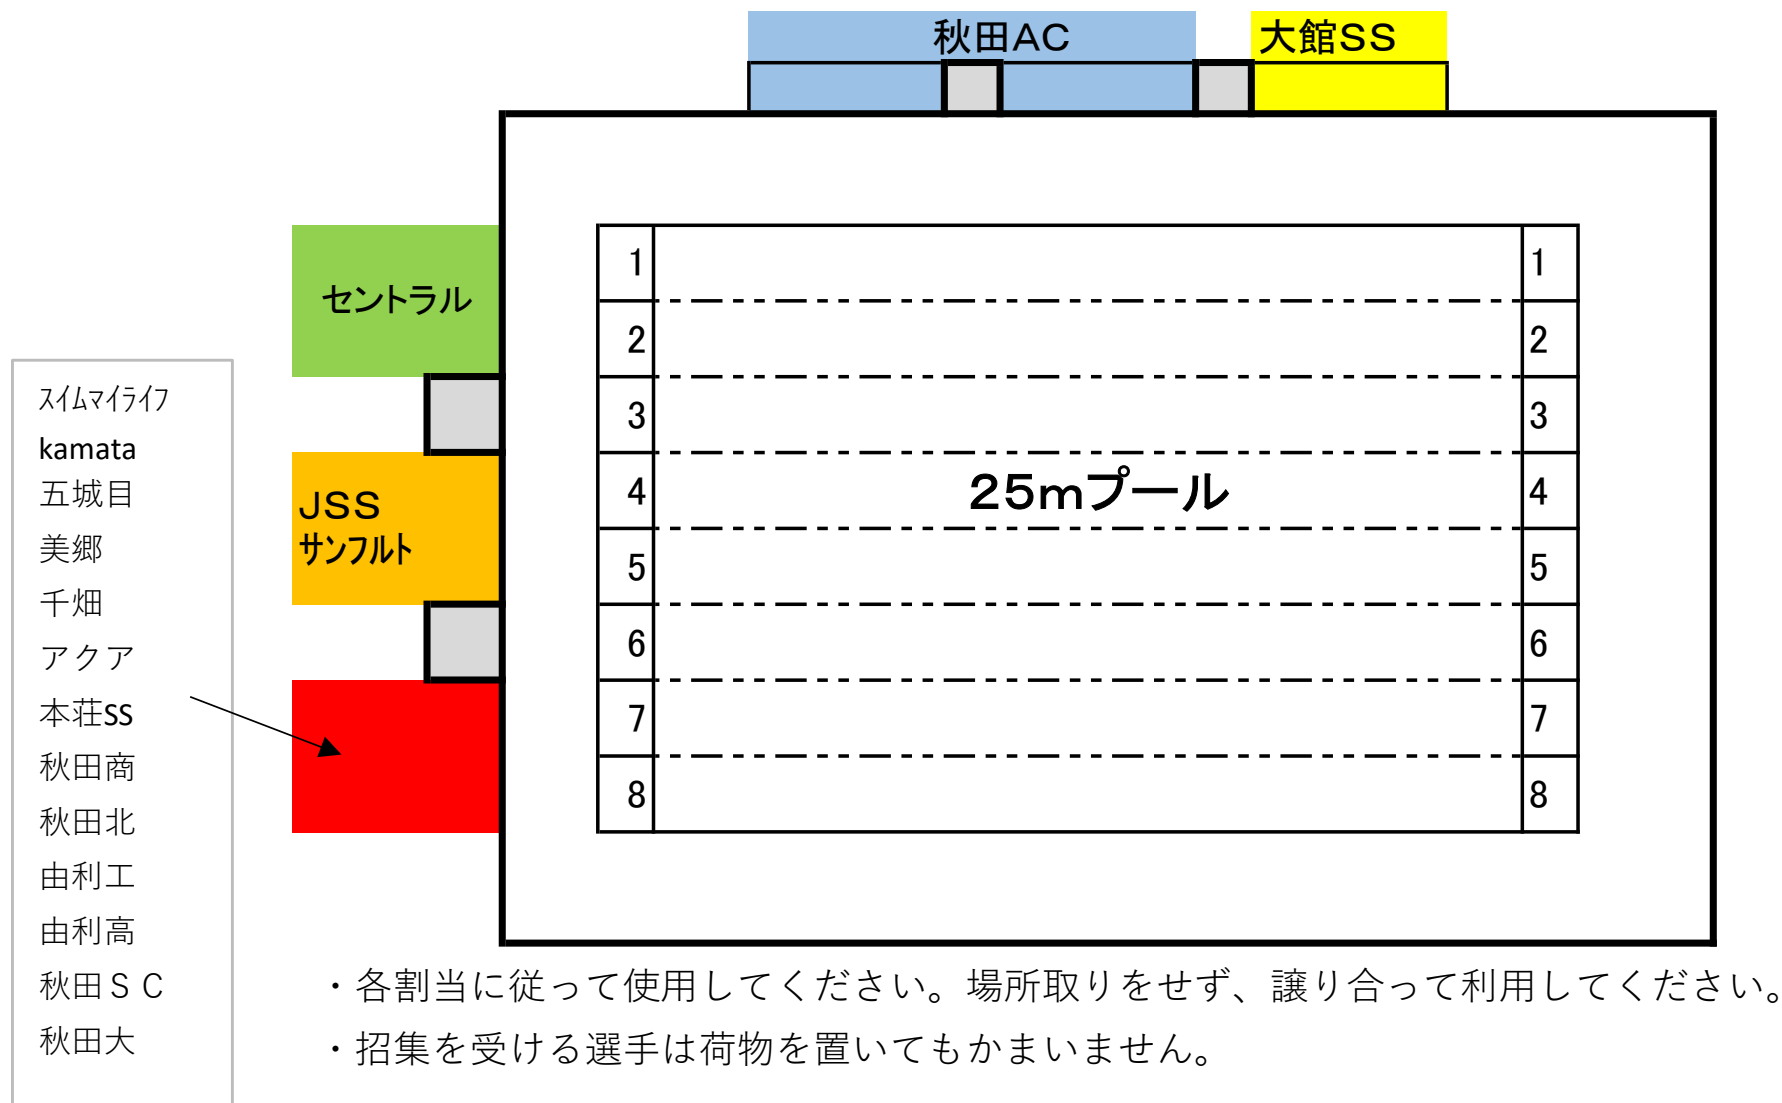 秋田AC
大館SS
セントラル
1
1
2
2
3
3
25mプール
4
4
5
5
6
6
7
7
8
8
JSS
サンフルト
ｽｲﾑﾏｲﾗｲﾌ
kamata
五城目
美郷
千畑
アクア
本荘SS
秋田商
秋田北
由利工
由利高
秋田ＳＣ
秋田大
・各割当に従って使用してください。場所取りをせず、譲り合って利用してください。
・招集を受ける選手は荷物を置いてもかまいません。